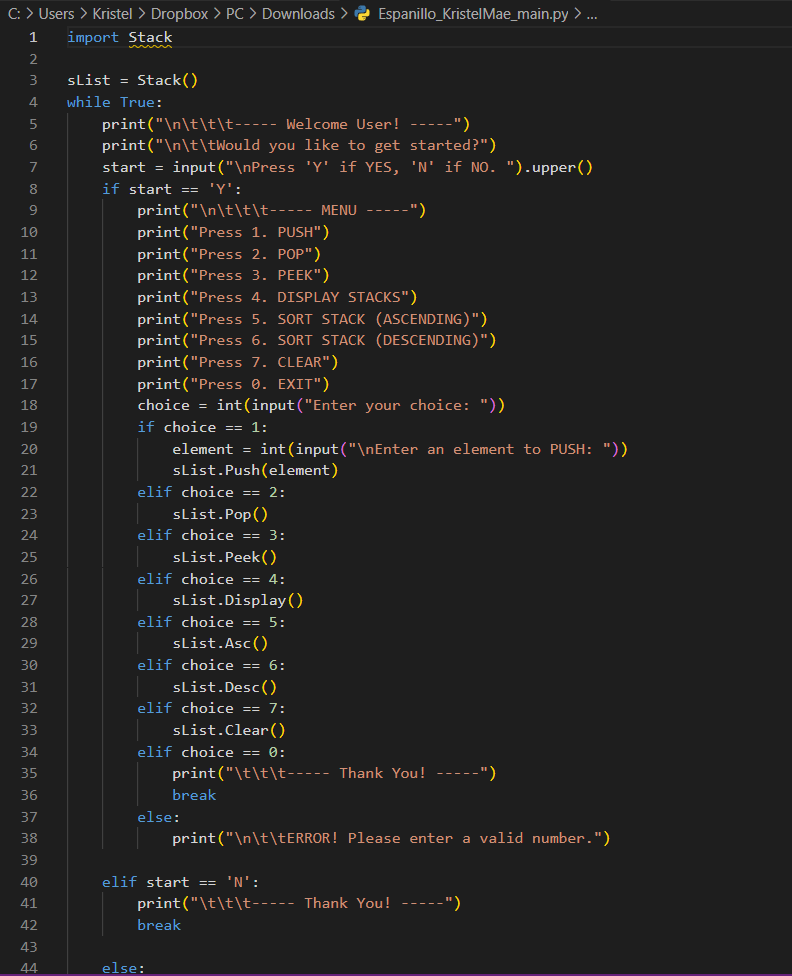 C: > Users > Kristel > Dropbox > PC > Downloads > Espanillo_KristelMae_main.py > ...
1 import Stack
2
3 sList = Stack()
4 while True:
5     print("\n\t\t\t----- Welcome User! -----")
6     print("\n\t\tWould you like to get started?")
7     start = input("\nPress 'Y' if YES, 'N' if NO. ").upper()
8     if start == 'Y':
9         print("\n\t\t\t----- MENU -----")
10         print("Press 1. PUSH")
11         print("Press 2. POP")
12         print("Press 3. PEEK")
13         print("Press 4. DISPLAY STACKS")
14         print("Press 5. SORT STACK (ASCENDING)")
15         print("Press 6. SORT STACK (DESCENDING)")
16         print("Press 7. CLEAR")
17         print("Press 0. EXIT")
18         choice = int(input("Enter your choice: "))
19         if choice == 1:
20             element = int(input("\nEnter an element to PUSH: "))
21             sList.Push(element)
22         elif choice == 2:
23             sList.Pop()
24         elif choice == 3:
25             sList.Peek()
26         elif choice == 4:
27             sList.Display()
28         elif choice == 5:
29             sList.Asc()
30         elif choice == 6:
31             sList.Desc()
32         elif choice == 7:
33             sList.Clear()
34         elif choice == 0:
35             print("\t\t\t----- Thank You! -----")
36             break
37         else:
38             print("\n\t\tERROR! Please enter a valid number.")
39
40     elif start == 'N':
41         print("\t\t\t----- Thank You! -----")
42         break
43
44     else: